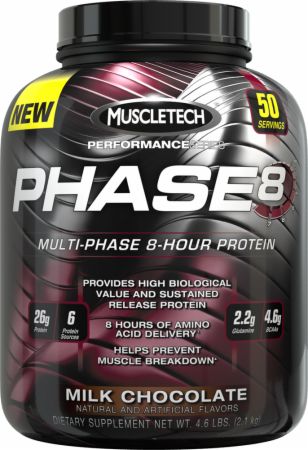 NEW
MUSCLETECH
50
SERVINGS
PERFORMANCE SERIES
PHASE8
MULTI-PHASE 8-HOUR PROTEIN
PROVIDES HIGH BIOLOGICAL
VALUE AND SUSTAINED
RELEASE PROTEIN
8 HOURS OF AMINO
ACID DELIVERY
HELPS PREVENT
MUSCLE BREAKDOWN
26g
Protein
6
Protein
Sources
2.2g
Glutamine
4.6g
BCAAs
MILK CHOCOLATE
NATURAL AND ARTIFICIAL FLAVORS
DIETARY SUPPLEMENT NET WT. 4.6 LBS. (2.1 kg)